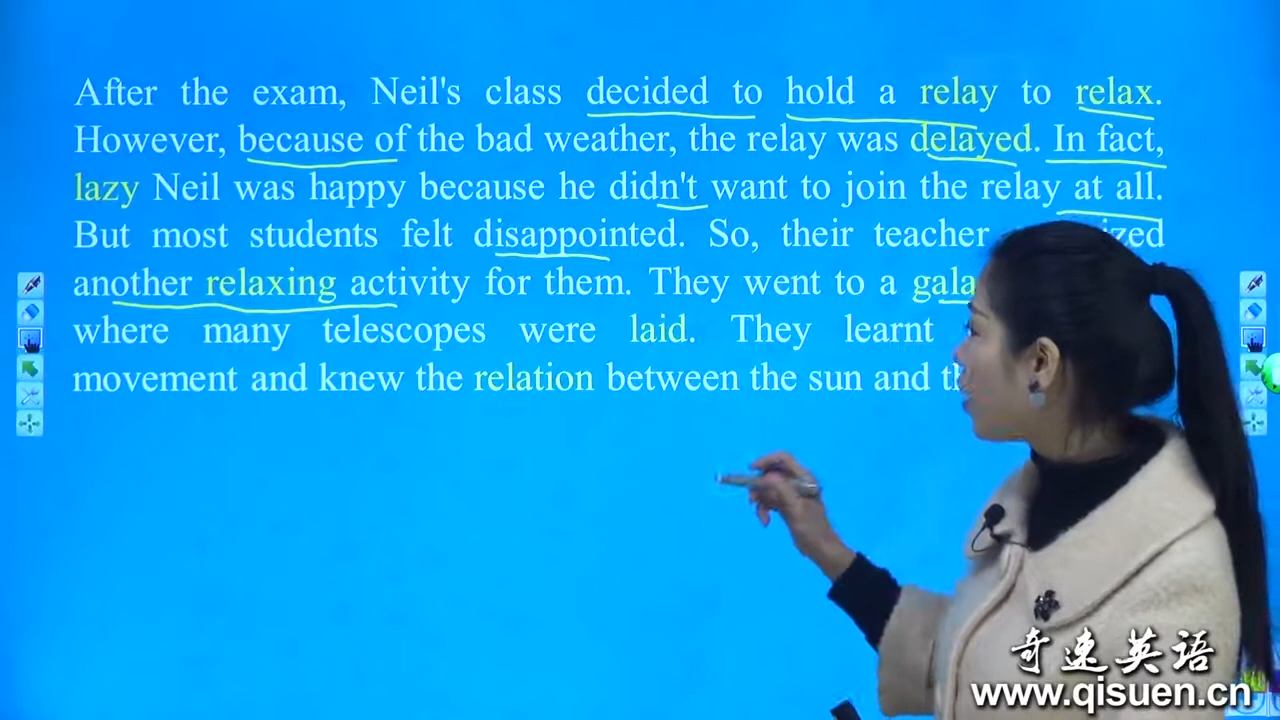 After the exam, Neil's class decided to hold a relay to relax.
However, because of the bad weather, the relay was delayed. In fact,
lazy Neil was happy because he didn't want to join the relay at all.
But most students felt disappointed. So, their teacher
another relaxing activity for them. They went to a
where many telescopes were laid. They learnt
movement and knew the relation between the sun and
奇速英语
www.qisuen.cn